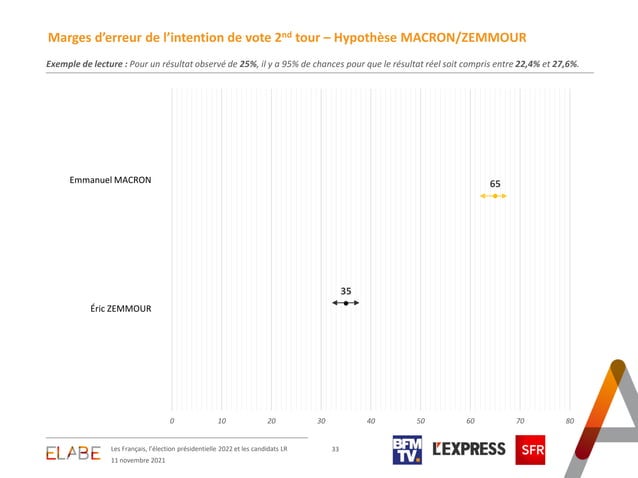 Marges d’erreur de l’intention de vote 2nd tour – Hypothèse MACRON/ZEMMOUR
Exemple de lecture : Pour un résultat observé de 25%, il y a 95% de chances pour que le résultat réel soit compris entre 22,4% et 27,6%.
Emmanuel MACRON
65
35
Éric ZEMMOUR
0 10 20 30 40 50 60 70 80
ELABE
Les Français, l’élection présidentielle 2022 et les candidats LR
11 novembre 2021
33
BFM
TV.
L'EXPRESS
SFR